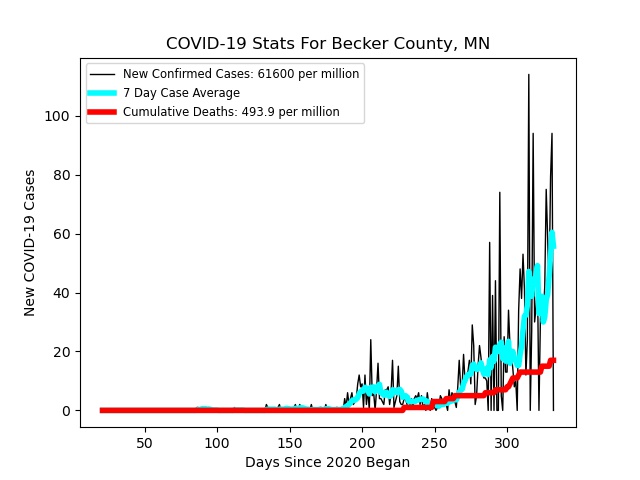 COVID-19 Stats For Becker County, MN
New Confirmed Cases: 61600 per million
7 Day Case Average
Cumulative Deaths: 493.9 per million
New COVID-19 Cases
100
80
60
40
20
0
50
100
150
200
250
300
Days Since 2020 Began